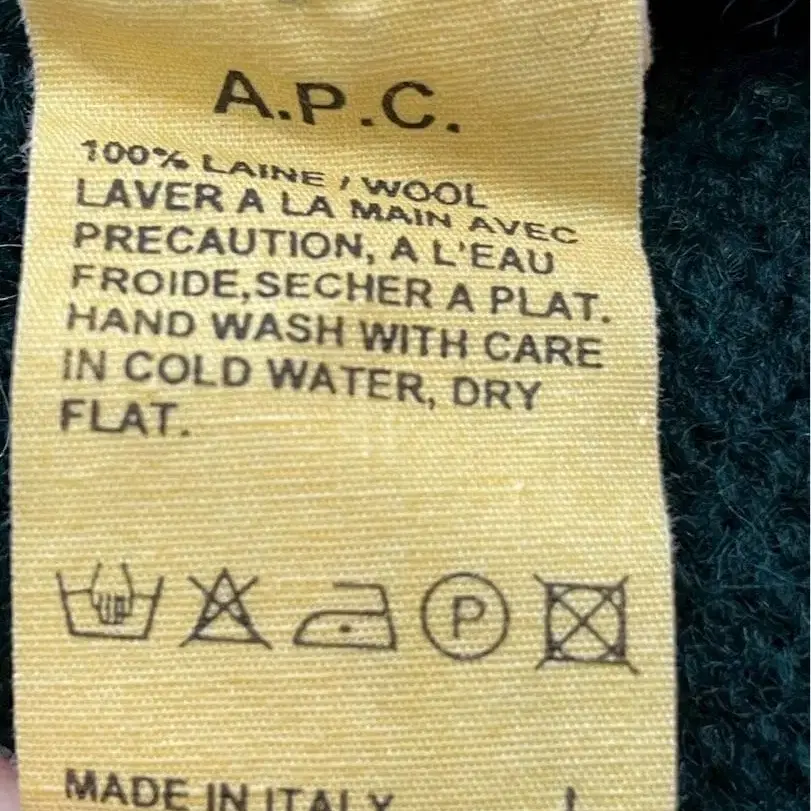 A.P.C.
100% LAINE / WOOL
LAVER A LA MAIN AVEC
PRECAUTION, A L'EAU
FROIDE,SECHER A PLAT.
HAND WASH WITH CARE
IN COLD WATER, DRY
FLAT.
P
MADE IN ITALY